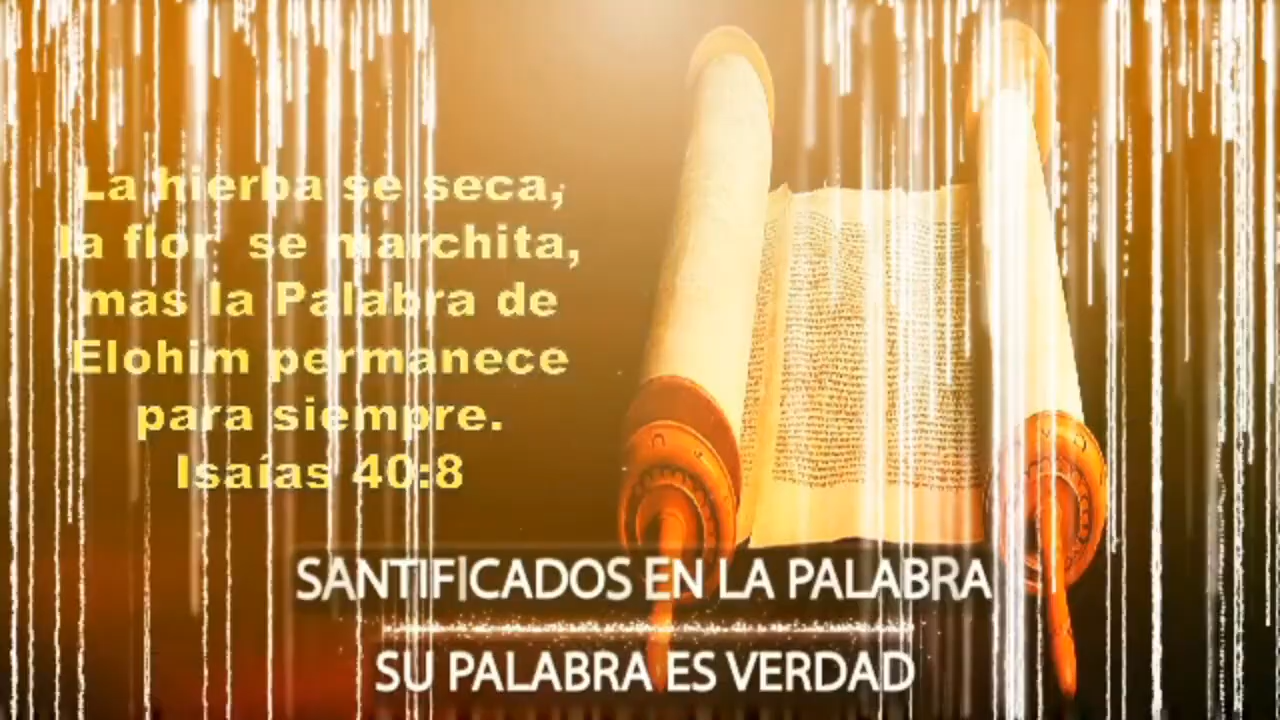 La hierba se seca,
la flor se marchita,
mas la Palabra de
Elohim permanece
para siempre.
Isaías 40:8
SANTIFICADOS EN LA PALABRA
SU PALABRA ES VERDAD